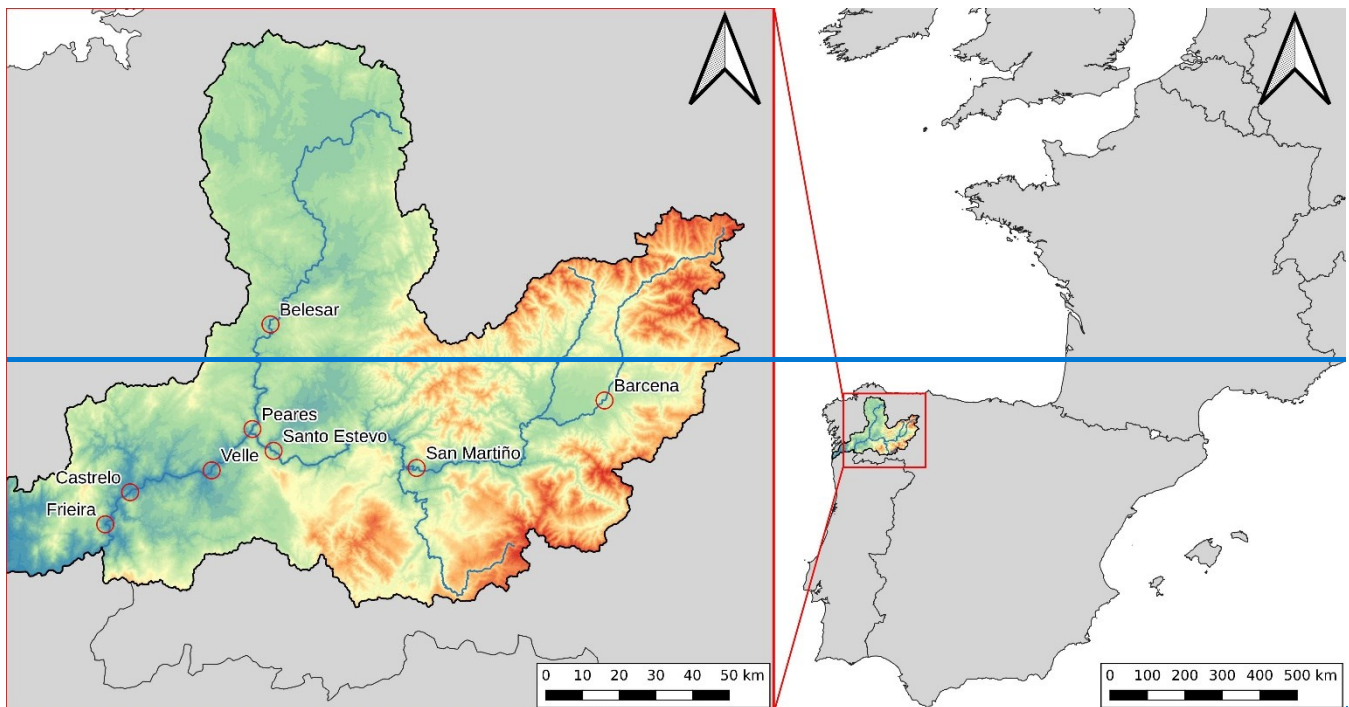 Belesar
Barcena
Peares
Santo Estevo
Velle
San Martiño
Castrelo
Frieira
0 10 20 30 40 50 km
0 100 200 300 400 500 km